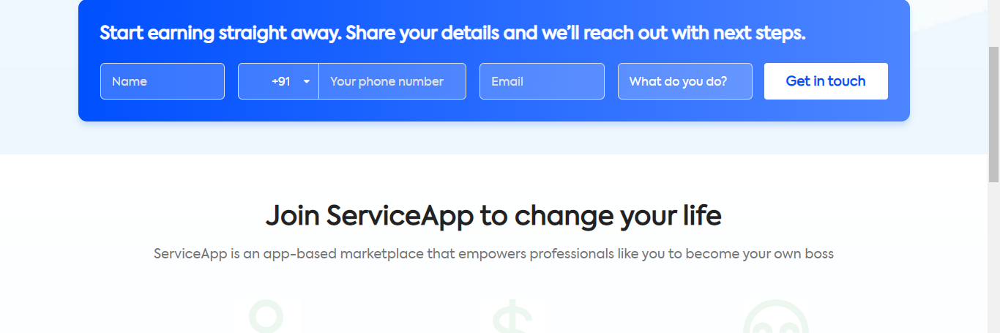 Start earning straight away. Share your details and we'll reach out with next steps.
Name +91 Your phone number Email What do you do? Get in touch
Join ServiceApp to change your life
ServiceApp is an app-based marketplace that empowers professionals like you to become your own boss